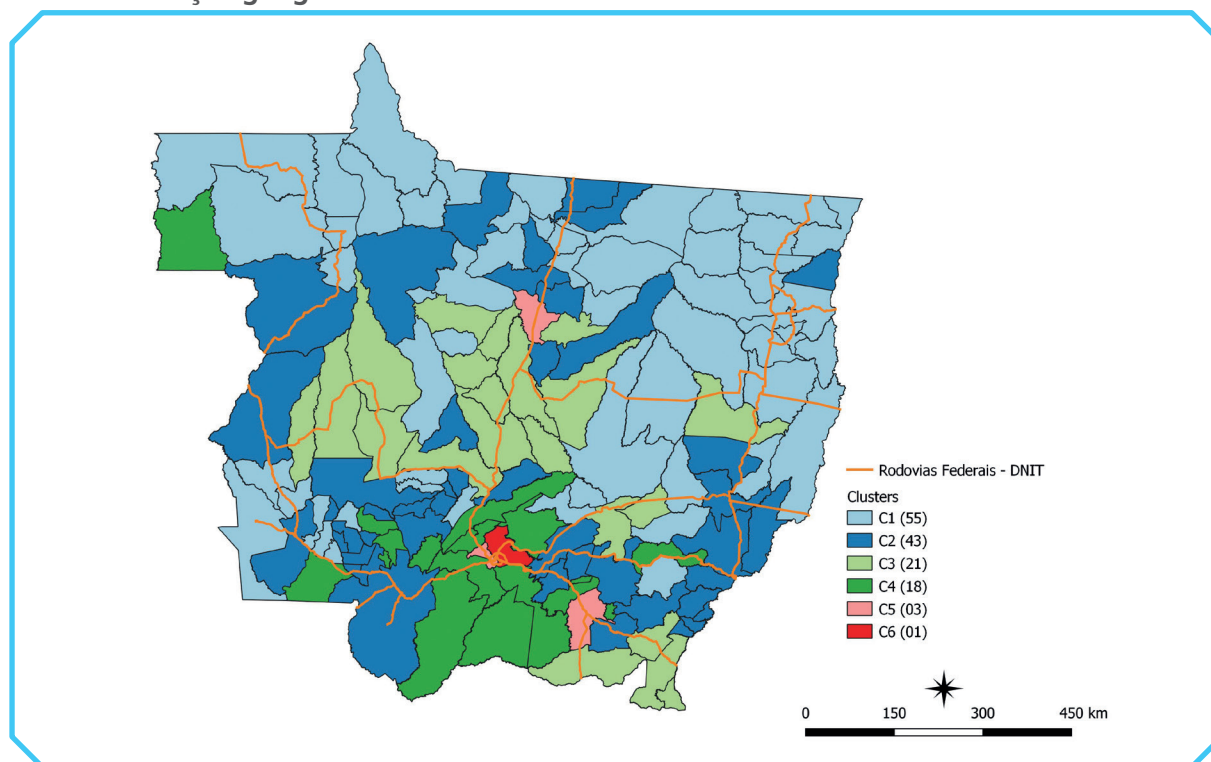 Rodovias Federais - DNIT
Clusters
C1 (55)
C2 (43)
C3 (21)
C4 (18)
C5 (03)
C6 (01)
0 150 300 450 km